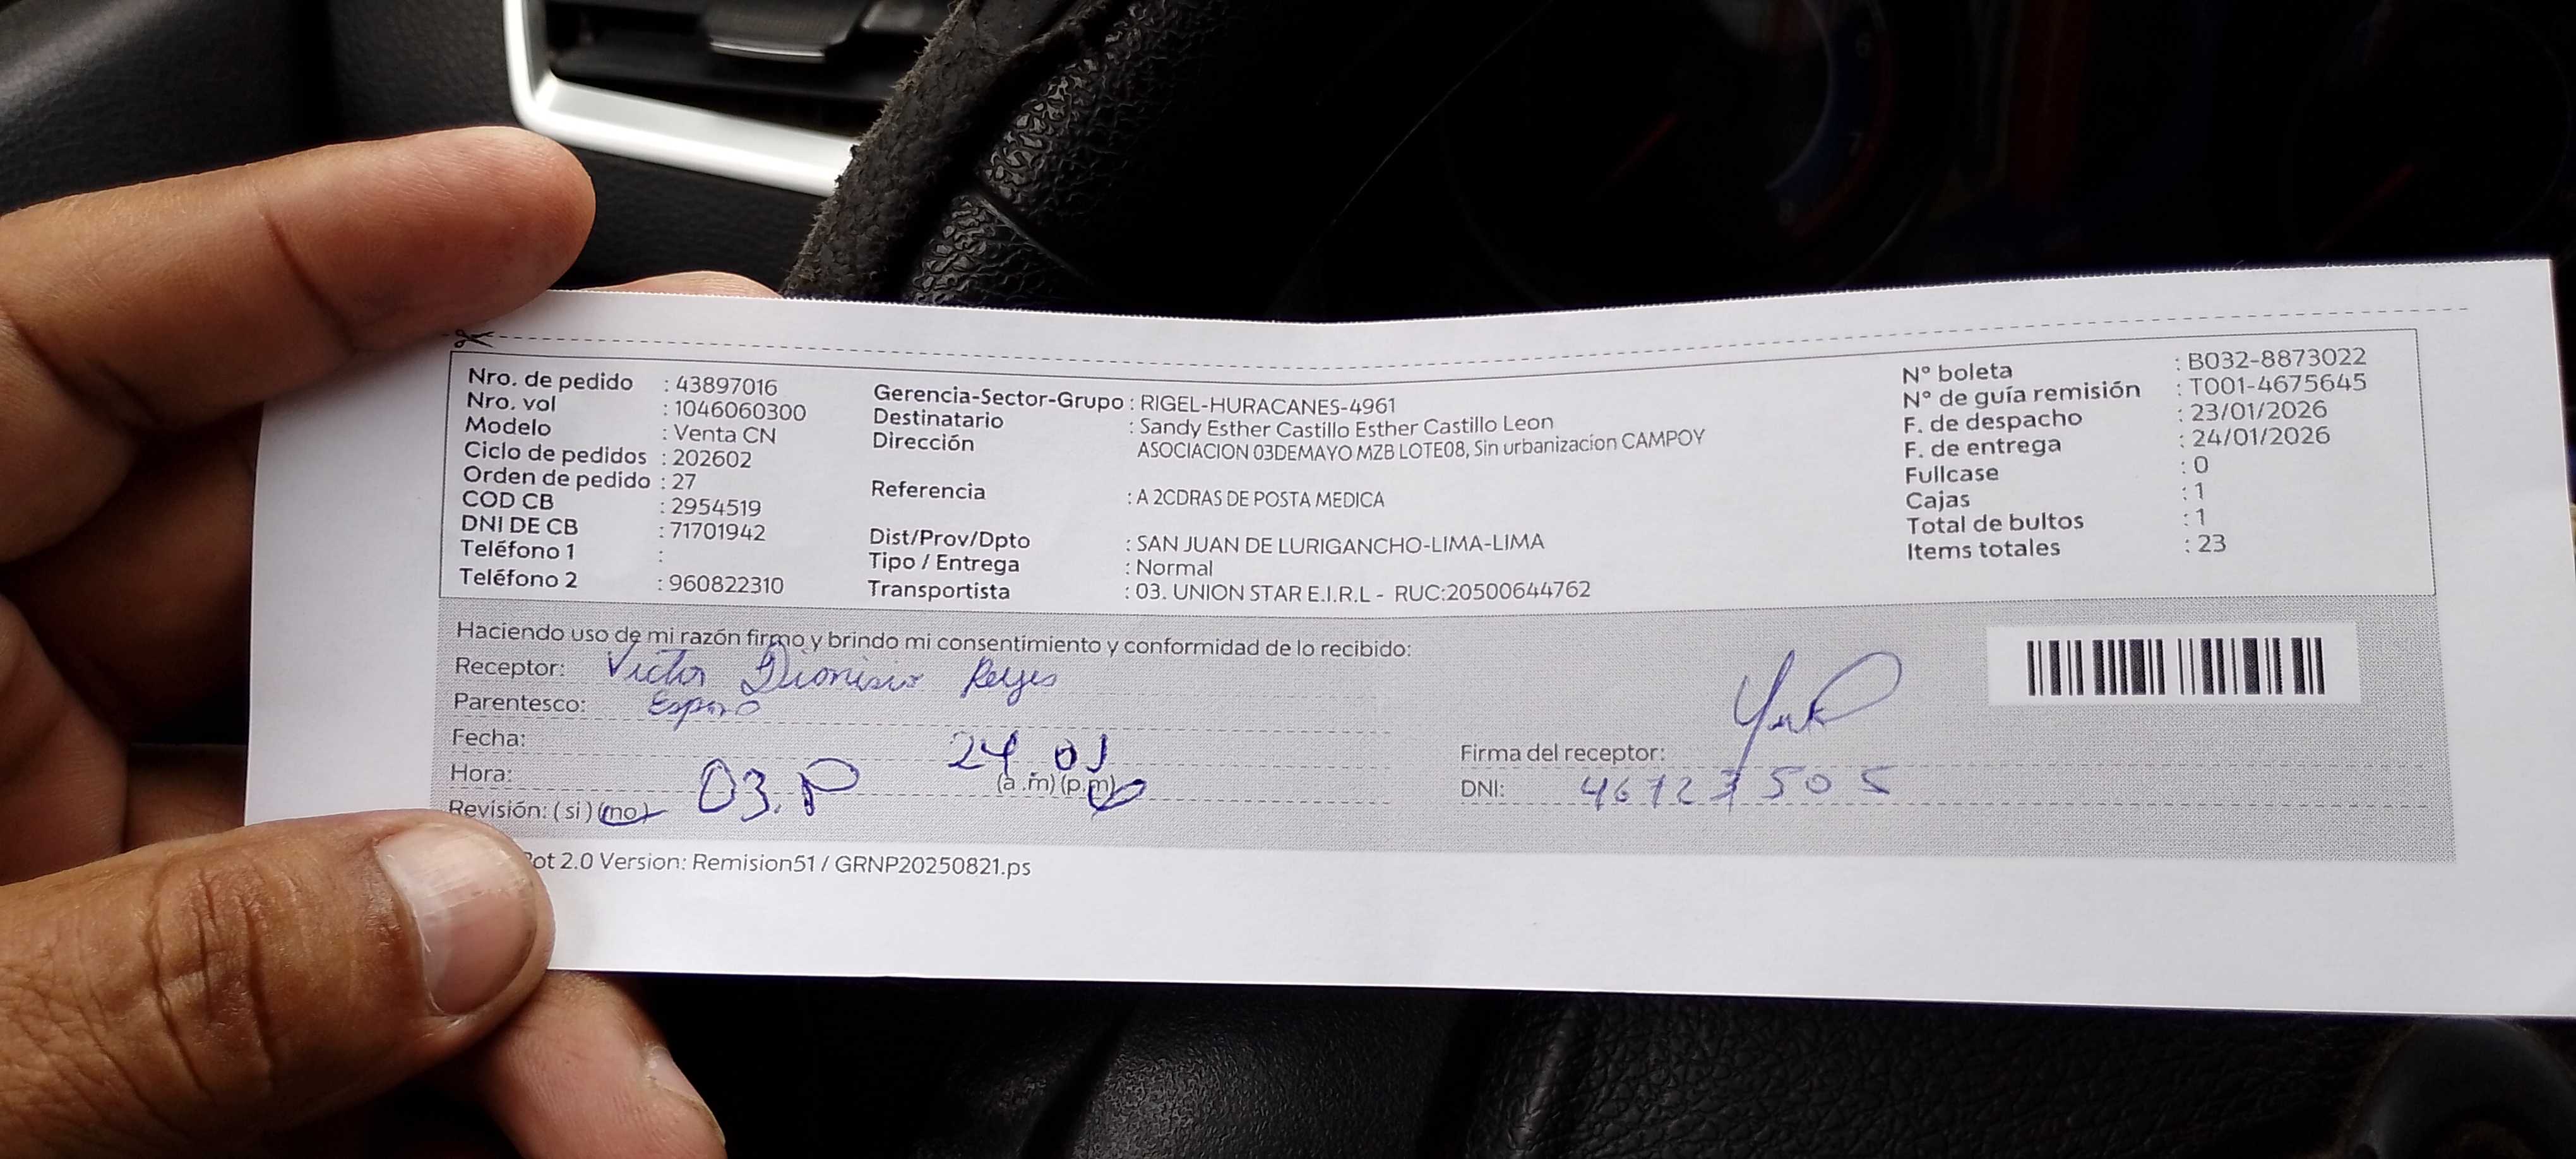 Nro. de pedido : 43897016
Nro. vol : 1046060300
Modelo : Venta CN
Ciclo de pedidos : 202602
Orden de pedido : 27
COD CB : 2954519
DNI DE CB : 71701942
Teléfono 1 :
Teléfono 2 : 960822310
Gerencia-Sector-Grupo : RIGEL-HURACANES-4961
Destinatario : Sandy Esther Castillo Esther Castillo Leon
Dirección ASOCIACION 03DEMAYO MZB LOTE08, Sin urbanizacion CAMPOY
Referencia : A 2CDRAS DE POSTA MEDICA
Dist/Prov/Dpto : SAN JUAN DE LURIGANCHO-LIMA-LIMA
Tipo / Entrega : Normal
Transportista : 03. UNION STAR E.I.R.L - RUC:20500644762
N° boleta : B032-8873022
N° de guía remisión : T001-4675645
F. de despacho : 23/01/2026
F. de entrega : 24/01/2026
Fullcase : 0
Cajas : 1
Total de bultos : 1
Items totales : 23
Haciendo uso de mi razón firmo y brindo mi consentimiento y conformidad de lo recibido:
Receptor: Victor Dionisio Reyes
Parentesco: Esposo
Fecha: 24 01
Hora: 03.P (a.m) (p.m)
Revisión: (si) (no)
Firma del receptor:
DNI: 46723505
ot 2.0 Version: Remision51 / GRNP20250821.ps